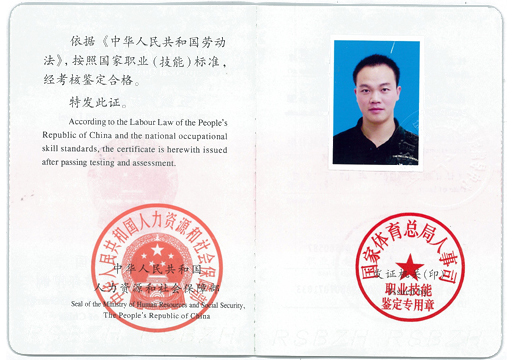 依据《中华人民共和国劳动
法》,按照国家职业(技能)标准,
经考核鉴定合格。
特发此证。
According to the Labour Law of the People's
Republic of China and the national occupational
skill standards, the certificate is herewith issued
after passing testing and assessment.
中华人民共和国人力资源和社会保障部
中华人民共和国
人力资源和社会保障部
Seal of the Ministry of Human Resources and Social Security,
The People's Republic of China
国家体育总局人事司
发证机关(印)
职业技能
鉴定专用章